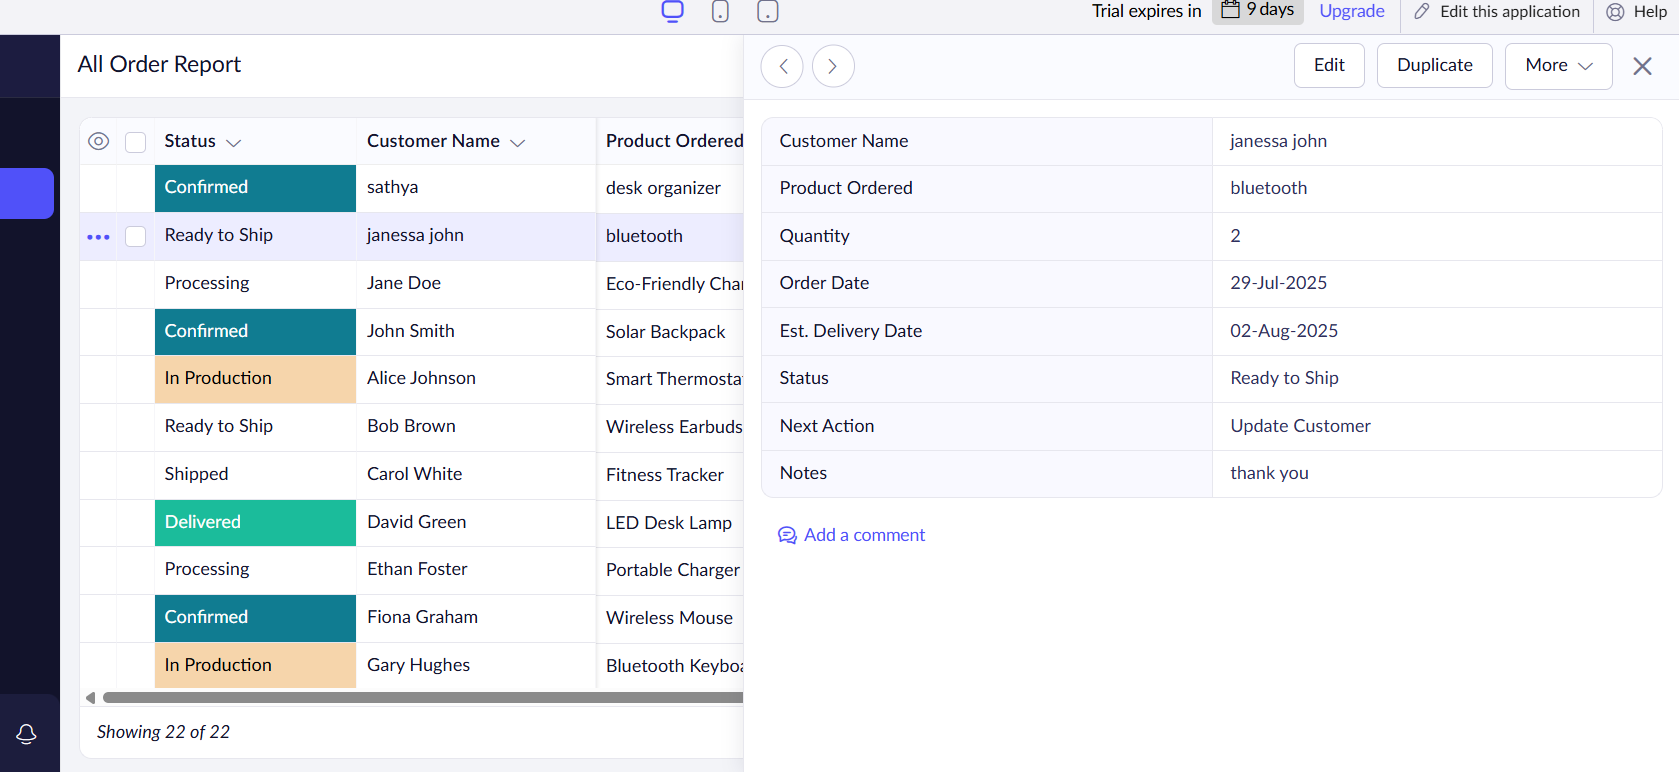 Trial expires in 9 days Upgrade Edit this application Help
All Order Report
Edit Duplicate More
Status Customer Name Product Ordered
Confirmed sathya desk organizer
Ready to Ship janessa john bluetooth
Processing Jane Doe Eco-Friendly Cha
Confirmed John Smith Solar Backpack
In Production Alice Johnson Smart Thermosta
Ready to Ship Bob Brown Wireless Earbuds
Shipped Carol White Fitness Tracker
Delivered David Green LED Desk Lamp
Processing Ethan Foster Portable Charger
Confirmed Fiona Graham Wireless Mouse
In Production Gary Hughes Bluetooth Keyboa
Showing 22 of 22
Customer Name janessa john
Product Ordered bluetooth
Quantity 2
Order Date 29-Jul-2025
Est. Delivery Date 02-Aug-2025
Status Ready to Ship
Next Action Update Customer
Notes thank you
Add a comment